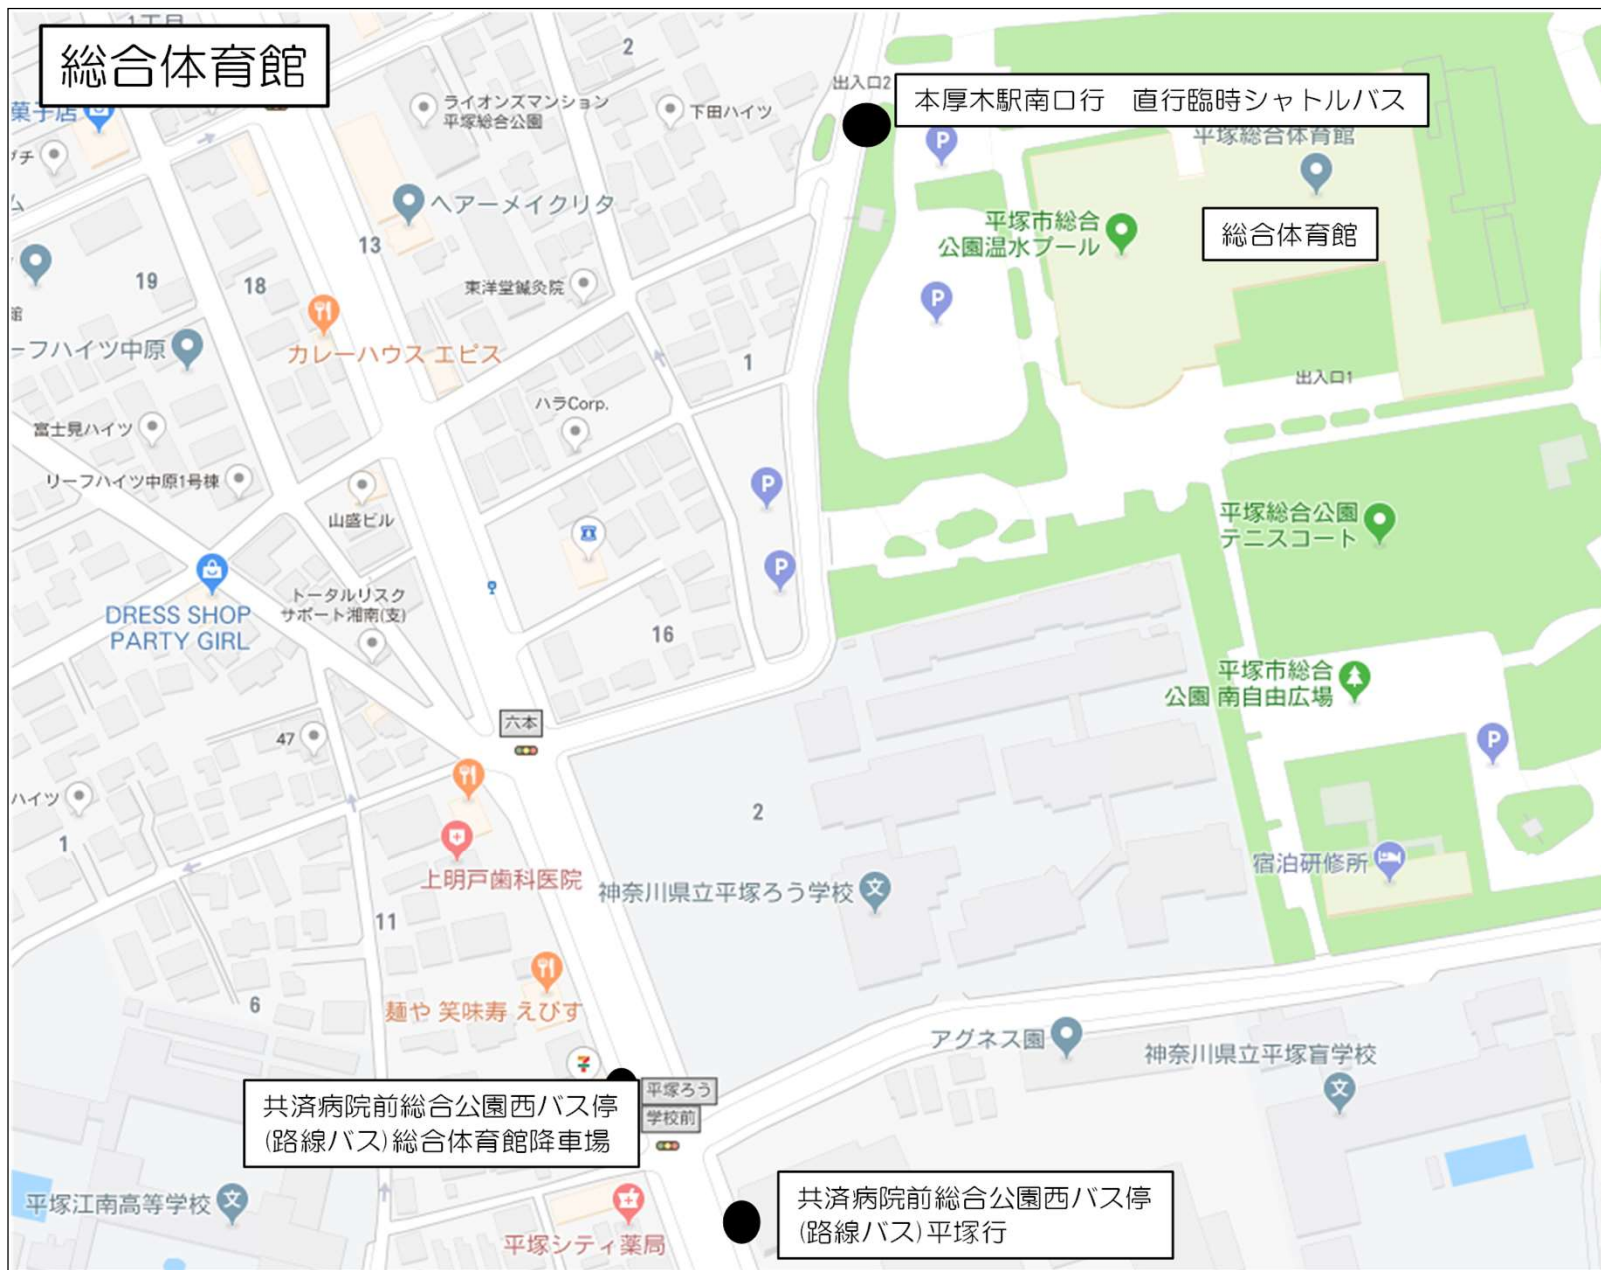 1丁目
総合体育館
菓子店
ライオンズマンション
平塚総合公園
2
下田ハイツ
出入口2
本厚木駅南口行　直行臨時シャトルバス
P
平塚総合体育館
ヘアーメイクリタ
平塚市総合
公園温水プール
総合体育館
13
19
18
東洋堂鍼灸院
P
ーフハイツ中原
カレーハウス エピス
1
出入口1
ハラCorp.
富士見ハイツ
リーフハイツ中原1号棟
山盛ビル
P
平塚総合公園
テニスコート
P
DRESS SHOP
PARTY GIRL
トータルリスク
サポート湘南(支)
16
平塚市総合
公園 南自由広場
六本
47
P
ハイツ
1
2
上明戸歯科医院
神奈川県立平塚ろう学校
文
宿泊研修所
11
6
麺や 笑味寿 えびす
アグネス園
神奈川県立平塚盲学校
文
7
平塚ろう
学校前
共済病院前総合公園西バス停
(路線バス)総合体育館降車場
平塚江南高等学校
文
平塚シティ薬局
共済病院前総合公園西バス停
(路線バス)平塚行